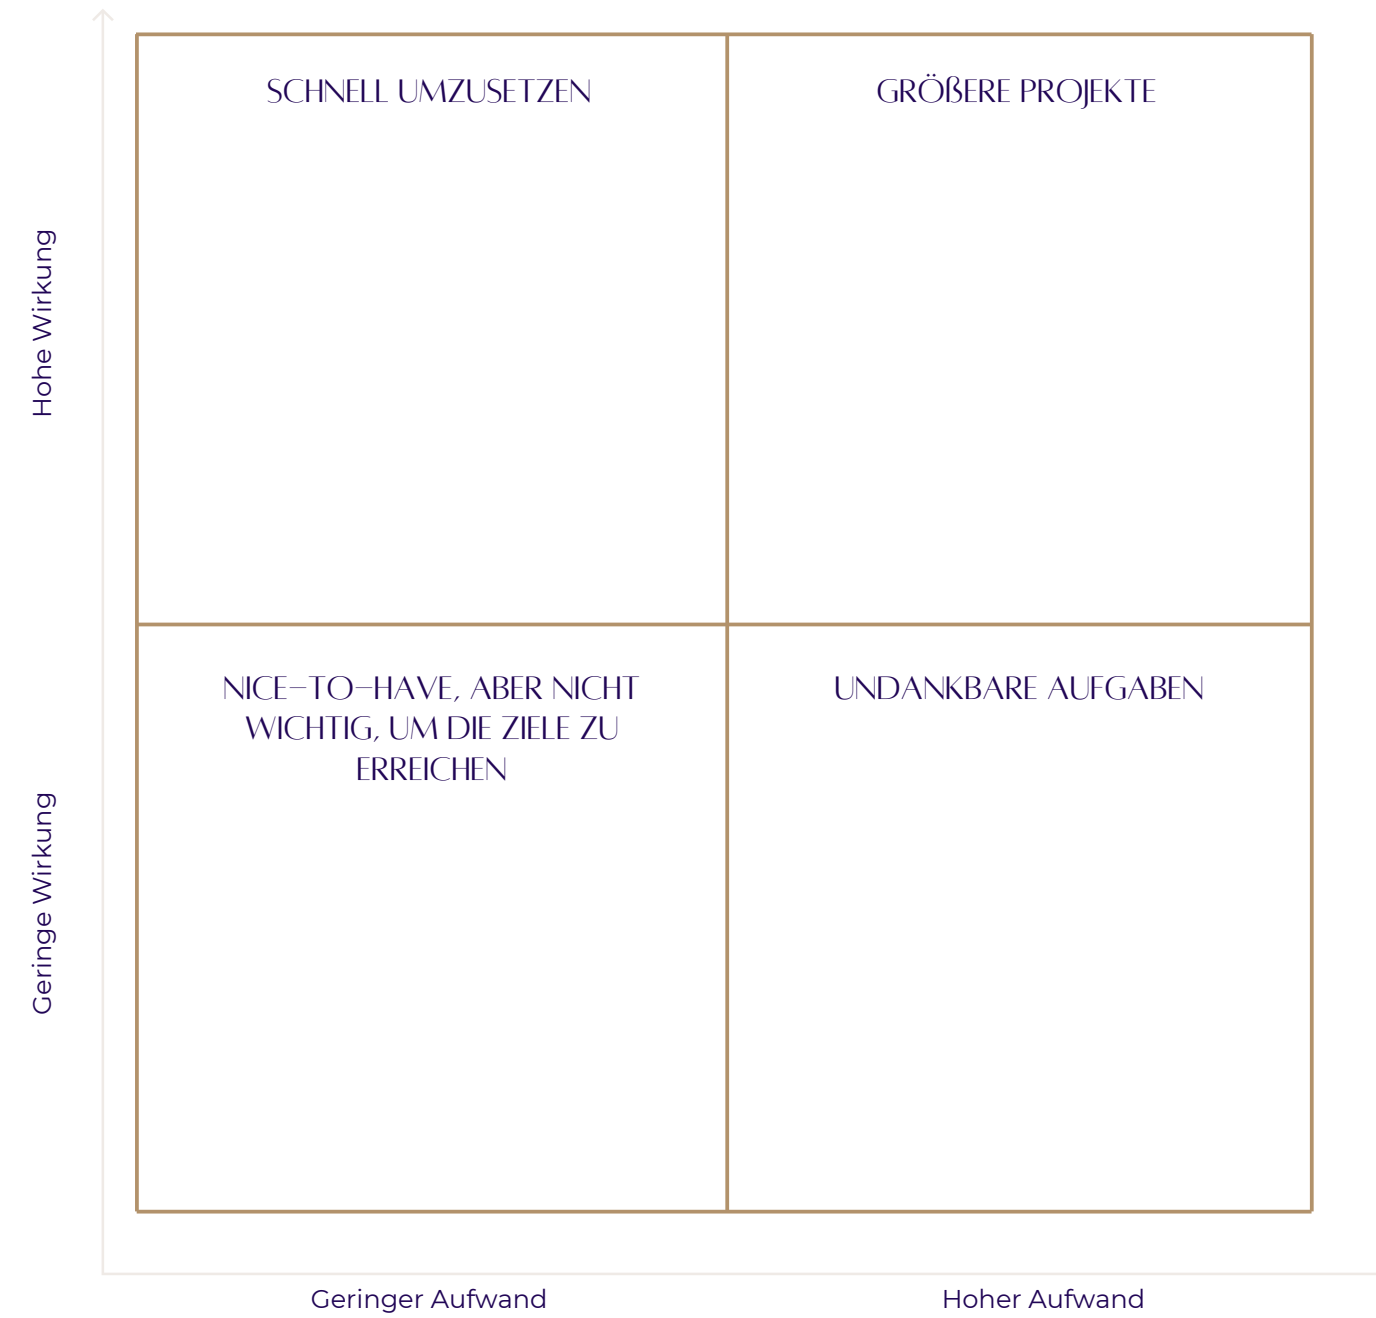 SCHNELL UMZUSETZEN
GRÖßERE PROJEKTE
Hohe Wirkung
NICE-TO-HAVE, ABER NICHT
WICHTIG, UM DIE ZIELE ZU
ERREICHEN
UNDANKBARE AUFGABEN
Geringe Wirkung
Geringer Aufwand
Hoher Aufwand